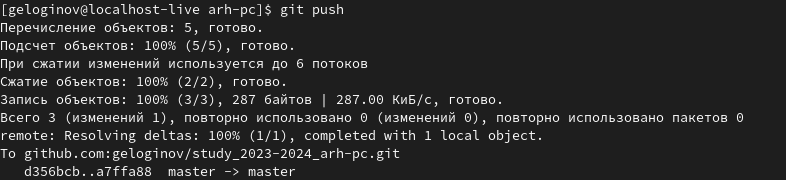 [geloginov@localhost-live arh-pc]$ git push
Перечисление объектов: 5, готово.
Подсчет объектов: 100% (5/5), готово.
При сжатии изменений используется до 6 потоков
Сжатие объектов: 100% (2/2), готово.
Запись объектов: 100% (3/3), 287 байтов | 287.00 КиБ/с, готово.
Всего 3 (изменений 1), повторно использовано 0 (изменений 0), повторно использовано пакетов 0
remote: Resolving deltas: 100% (1/1), completed with 1 local object.
To github.com:geloginov/study_2023-2024_arh-pc.git
   d356bcb..a7ffa88  master -> master